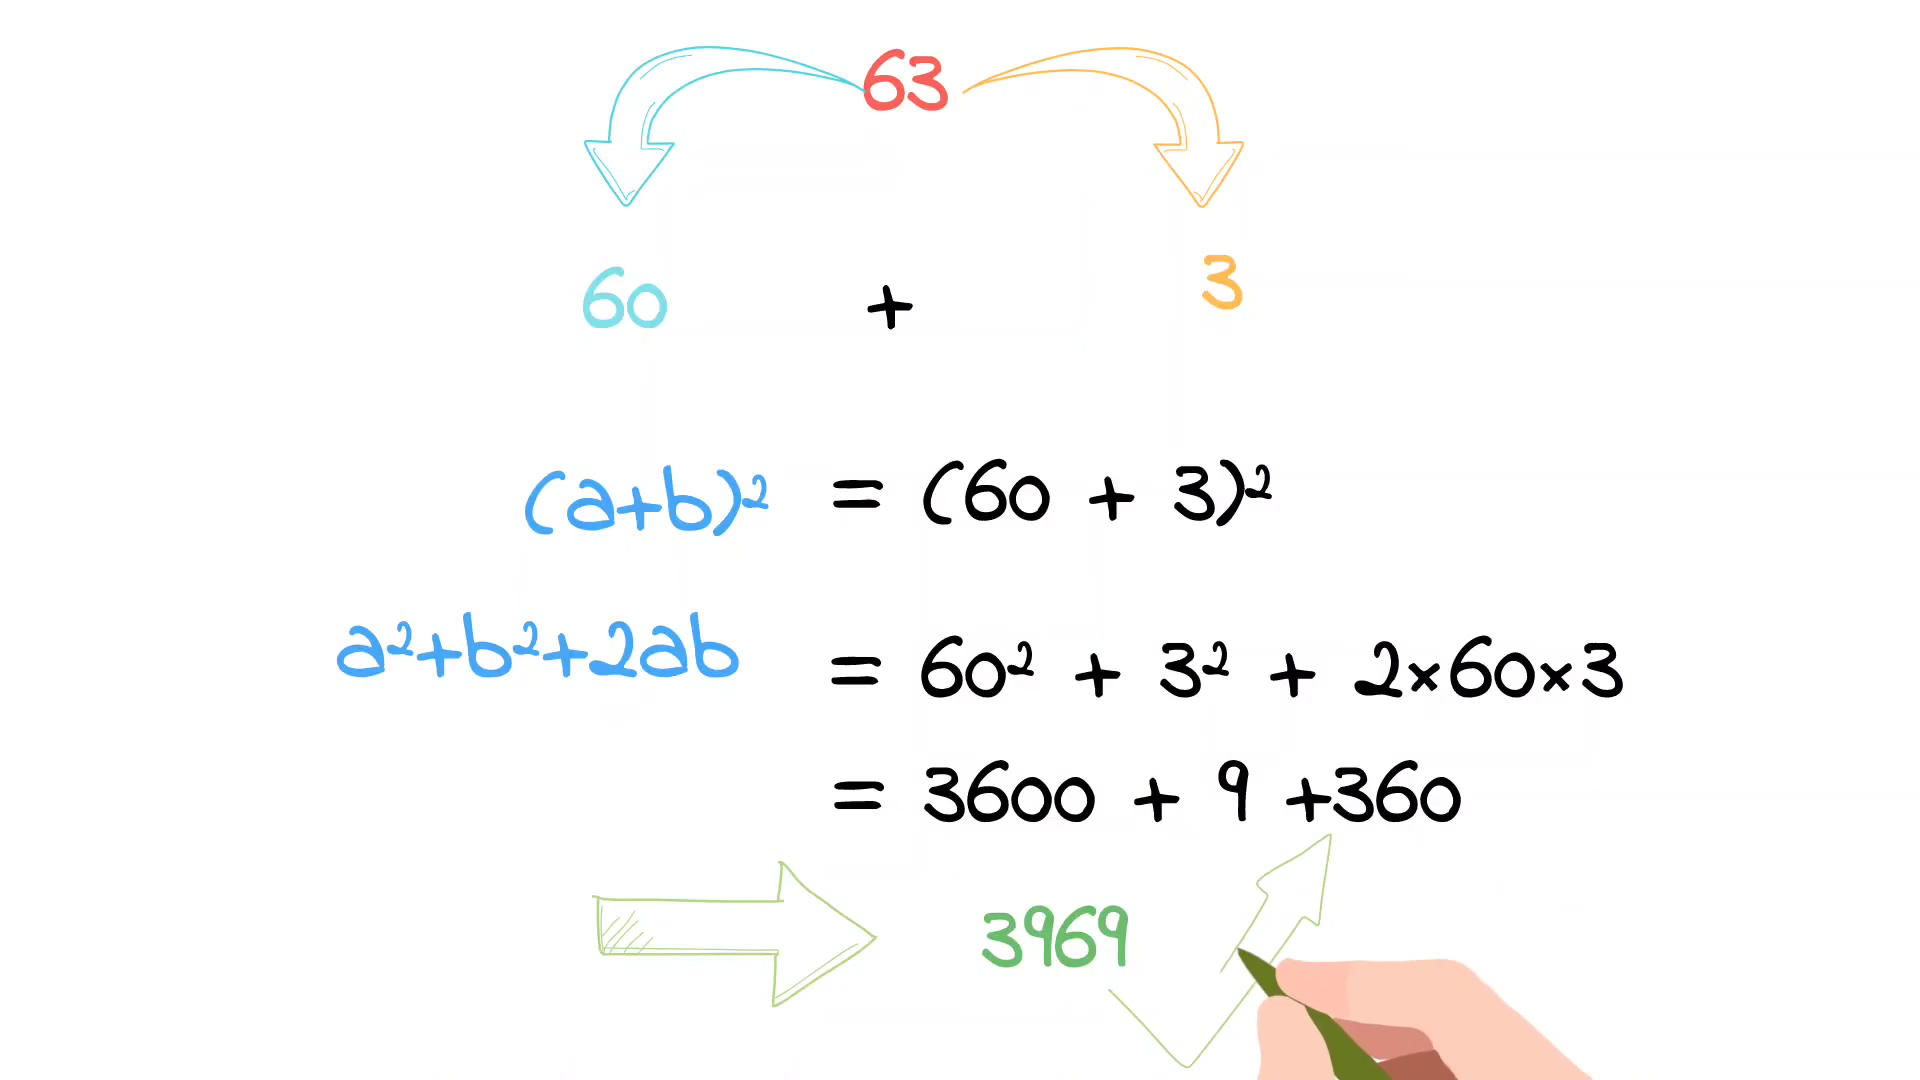 63
60 + 3
(a+b)² = (60 + 3)²
a²+b²+2ab = 60² + 3² + 2×60×3
= 3600 + 9 +360
3969